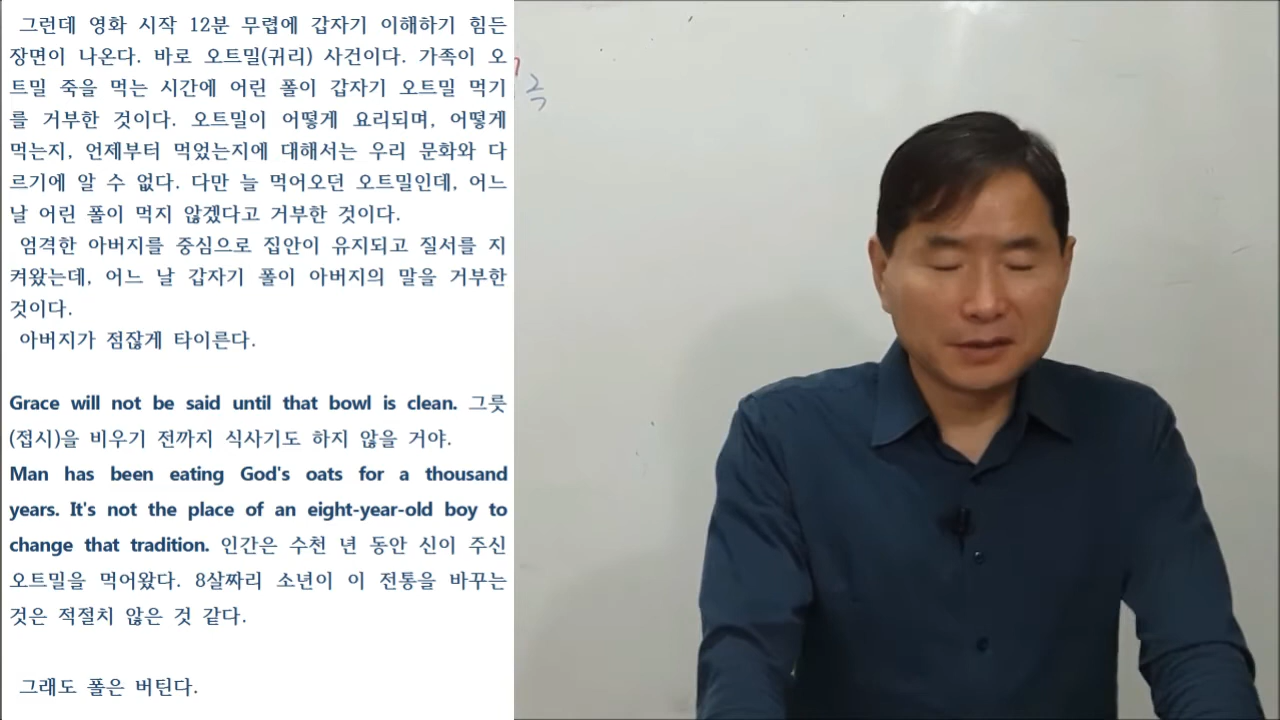 그런데 영화 시작 12분 무렵에 갑자기 이해하기 힘든
장면이 나온다. 바로 오트밀(귀리) 사건이다. 가족이 오
트밀 죽을 먹는 시간에 어린 폴이 갑자기 오트밀 먹기
를 거부한 것이다. 오트밀이 어떻게 요리되며, 어떻게
먹는지, 언제부터 먹었는지에 대해서는 우리 문화와 다
르기에 알 수 없다. 다만 늘 먹어오던 오트밀인데, 어느
날 어린 폴이 먹지 않겠다고 거부한 것이다.
엄격한 아버지를 중심으로 집안이 유지되고 질서를 지
켜왔는데, 어느 날 갑자기 폴이 아버지의 말을 거부한
것이다.
아버지가 점잖게 타이른다.
Grace will not be said until that bowl is clean. 그릇
(접시)을 비우기 전까지 식사기도 하지 않을 거야.
Man has been eating God's oats for a thousand
years. It's not the place of an eight-year-old boy to
change that tradition. 인간은 수천 년 동안 신이 주신
오트밀을 먹어왔다. 8살짜리 소년이 이 전통을 바꾸는
것은 적절치 않은 것 같다.
그래도 폴은 버틴다.